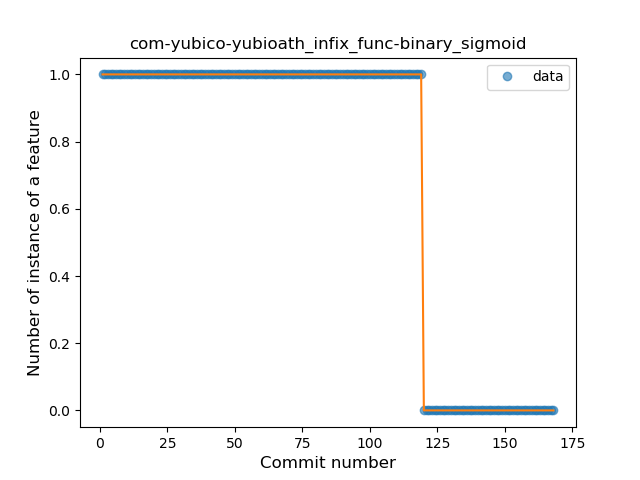 com-yubico-yubioath_infix_func-binary_sigmoid
data
Number of instance of a feature
1.0
0.8
0.6
0.4
0.2
0.0
0 25 50 75 100 125 150 175
Commit number